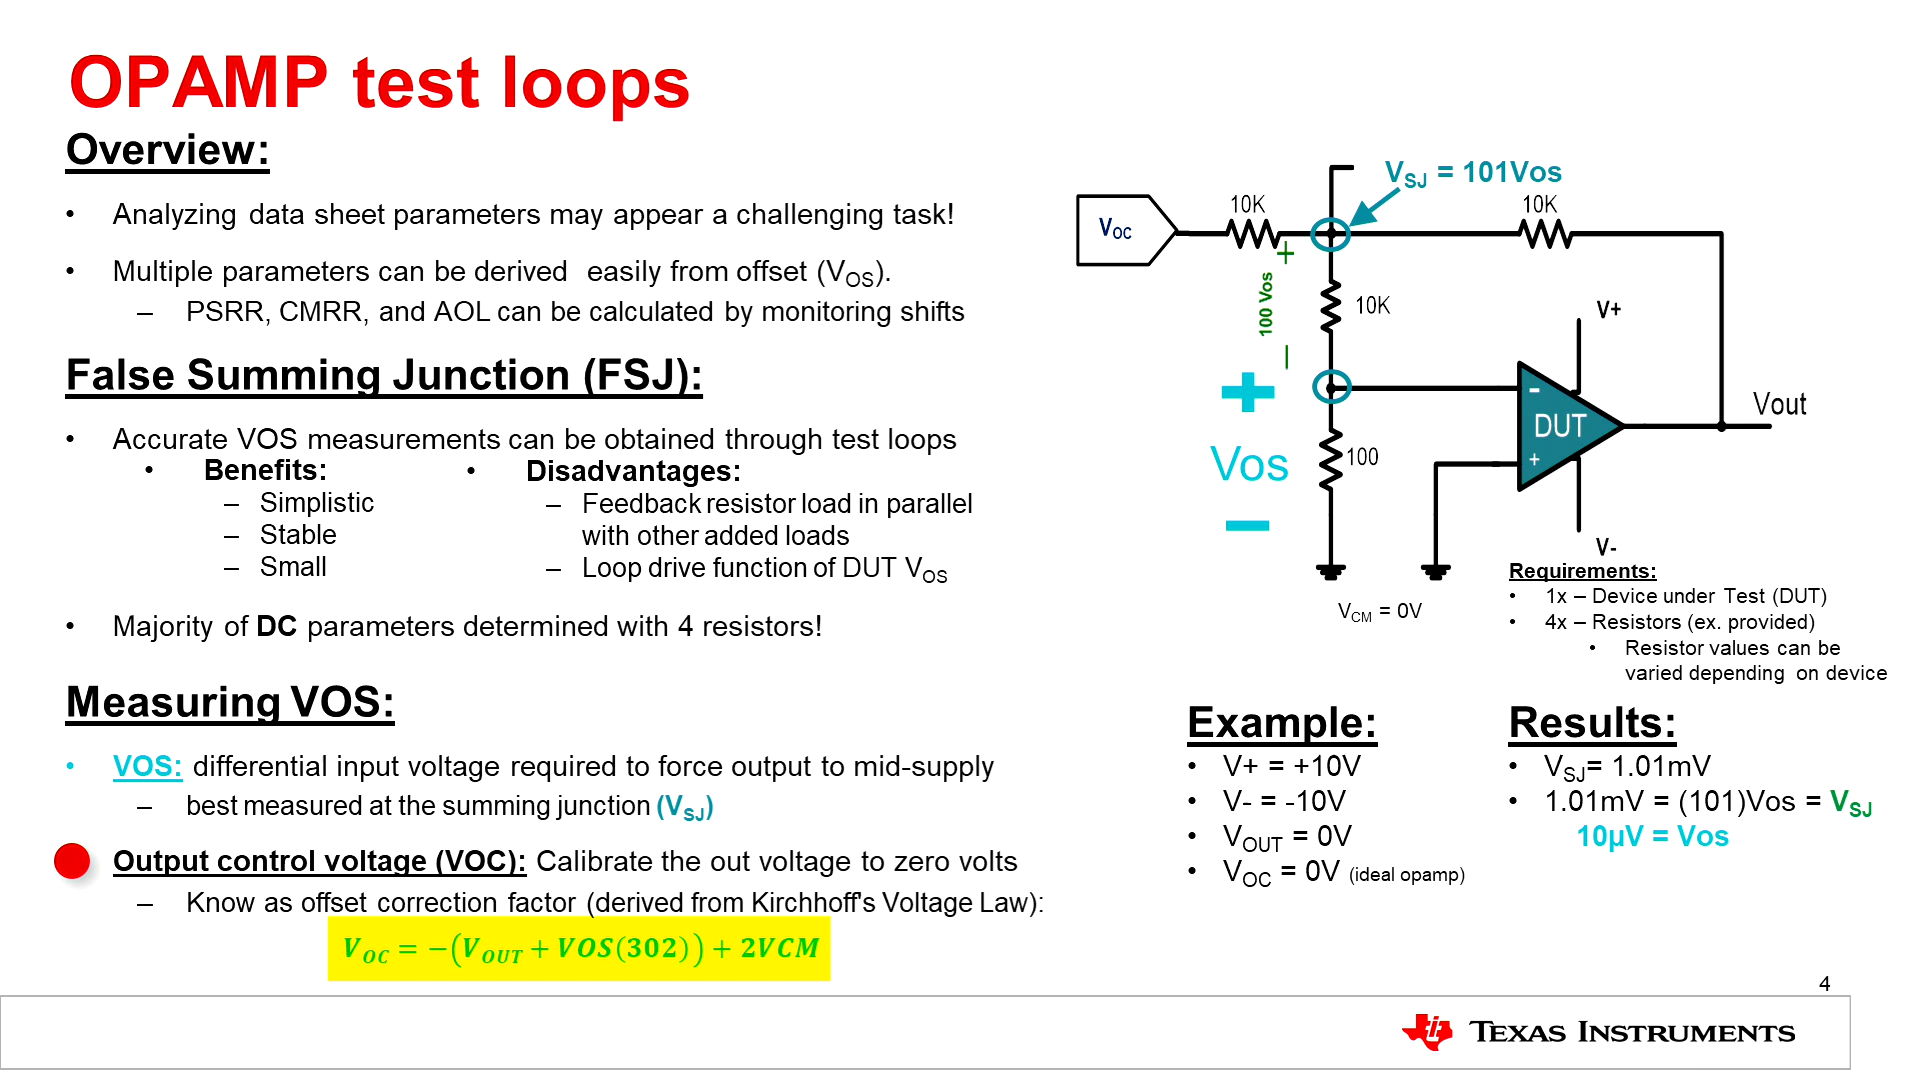 OPAMP test loops
Overview:
• Analyzing data sheet parameters may appear a challenging task!
• Multiple parameters can be derived easily from offset (VOS).
– PSRR, CMRR, and AOL can be calculated by monitoring shifts
False Summing Junction (FSJ):
• Accurate VOS measurements can be obtained through test loops
• Benefits:
– Simplistic
– Stable
– Small
• Disadvantages:
– Feedback resistor load in parallel
with other added loads
– Loop drive function of DUT VOS
• Majority of DC parameters determined with 4 resistors!
Measuring VOS:
• VOS: differential input voltage required to force output to mid-supply
– best measured at the summing junction (VSJ)
Output control voltage (VOC): Calibrate the out voltage to zero volts
– Know as offset correction factor (derived from Kirchhoff's Voltage Law):
VOC = −(VOUT + VOS(302)) + 2VCM
VSJ = 101Vos
VOC
10K
10K
+
100 Vos
−
10K
+
Vos
−
100
V+
-
DUT
+
Vout
V-
VCM = 0V
Requirements:
• 1x – Device under Test (DUT)
• 4x – Resistors (ex. provided)
• Resistor values can be
varied depending on device
Example:
• V+ = +10V
• V- = -10V
• VOUT = 0V
• VOC = 0V (ideal opamp)
Results:
• VSJ= 1.01mV
• 1.01mV = (101)Vos = VSJ
10µV = Vos
4
TEXAS INSTRUMENTS